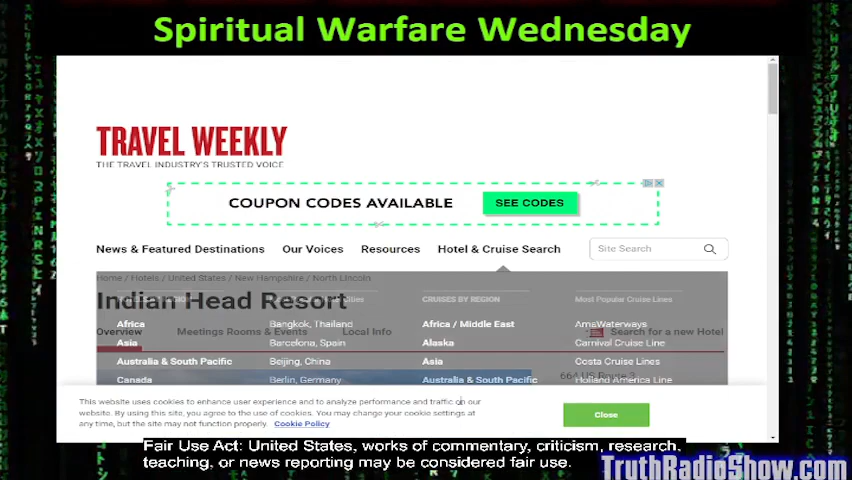 Spiritual Warfare Wednesday
TRAVEL WEEKLY
THE TRAVEL INDUSTRY'S TRUSTED VOICE
COUPON CODES AVAILABLE SEE CODES
News & Featured Destinations Our Voices Resources Hotel & Cruise Search Site Search
Home / Hotels / United States / New Hampshire / North Lincoln
Indian Head Resort
CRUISES BY REGION Most Popular Cruise Lines
Overview Meetings Rooms & Events Local Info Search for a new Hotel
Africa Bangkok, Thailand Africa / Middle East AmaWaterways
Asia Barcelona, Spain Alaska Carnival Cruise Line
Australia & South Pacific Beijing, China Asia Costa Cruise Lines
664 US Route 3
Canada Berlin, Germany Australia & South Pacific Holland America Line
This website uses cookies to enhance user experience and to analyze performance and traffic on our
website. By using this site, you agree to the use of cookies. You may change your cookie settings at
any time, but the site may not function properly. Cookie Policy
Close
Fair Use Act: United States, works of commentary, criticism, research,
teaching, or news reporting may be considered fair use.
TruthRadioShow.com